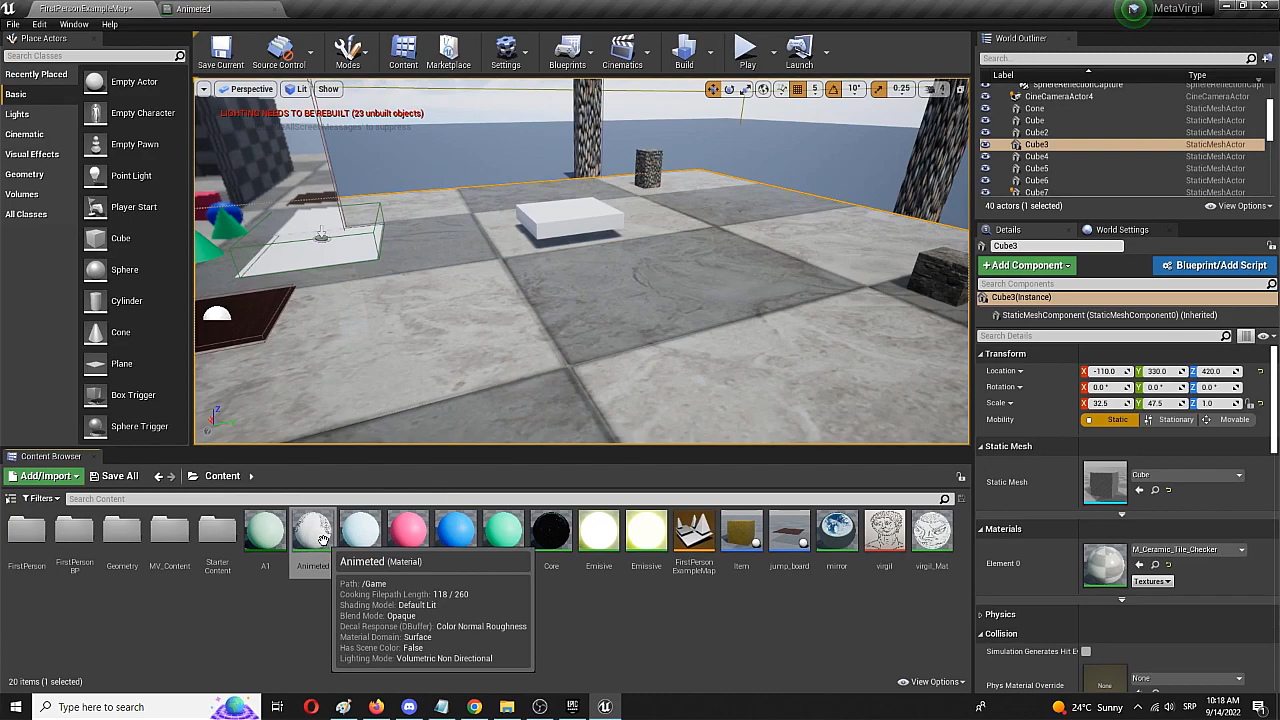 FirstPersonExampleMap*
Animeted
MetaVirgil
File Edit Window Help
Place Actors
Search Classes
Recently Placed
Basic
Lights
Cinematic
Visual Effects
Geometry
Volumes
All Classes
Empty Actor
Empty Character
Empty Pawn
Point Light
Player Start
Cube
Sphere
Cylinder
Cone
Plane
Box Trigger
Sphere Trigger
Save Current
Source Control
Modes
Content
Marketplace
Settings
Blueprints
Cinematics
Build
Play
Launch
Perspective Lit Show
5 10° 0.25 4
LIGHTING NEEDS TO BE REBUILT (23 unbuilt objects)
Z
World Outliner
Search...
Label Type
SphereReflectionCapture
CineCameraActor4 CineCameraActor
Cone StaticMeshActor
Cube StaticMeshActor
Cube2 StaticMeshActor
Cube3 StaticMeshActor
Cube4 StaticMeshActor
Cube5 StaticMeshActor
Cube6 StaticMeshActor
Cube7 StaticMeshActor
40 actors (1 selected)
View Options
Details
World Settings
Cube3
+Add Component
Blueprint/Add Script
Search Components
Cube3(Instance)
StaticMeshComponent (StaticMeshComponent0) (Inherited)
Search Details
Transform
Location X -110.0 Y 330.0 Z 420.0
Rotation X 0.0° Y 0.0° Z 0.0°
Scale X 32.5 Y 47.5 Z 1.0
Mobility Static Stationary Movable
Static Mesh
Static Mesh Cube
Materials
Element 0 M_Ceramic_Tile_Checker
Textures
Physics
Collision
Simulation Generates Hit E
Phys Material Override None
None
Content Browser
Add/Import Save All Content
Filters Search Content
FirstPerson
FirstPerson
BP
Geometry
MV_Content
Starter
Content
A1
Animeted
Core
Emisive
Emissive
FirstPerson
ExampleMap
Item
jump_board
mirror
virgil
virgil_Mat
Animeted (Material)
Path: /Game
Cooking Filepath Length: 118 / 260
Shading Model: Default Lit
Blend Mode: Opaque
Decal Response (DBuffer): Color Normal Roughness
Material Domain: Surface
Has Scene Color: False
Lighting Mode: Volumetric Non Directional
20 items (1 selected)
View Options
Type here to search
24°C Sunny
SRP
10:18 AM
9/14/2022